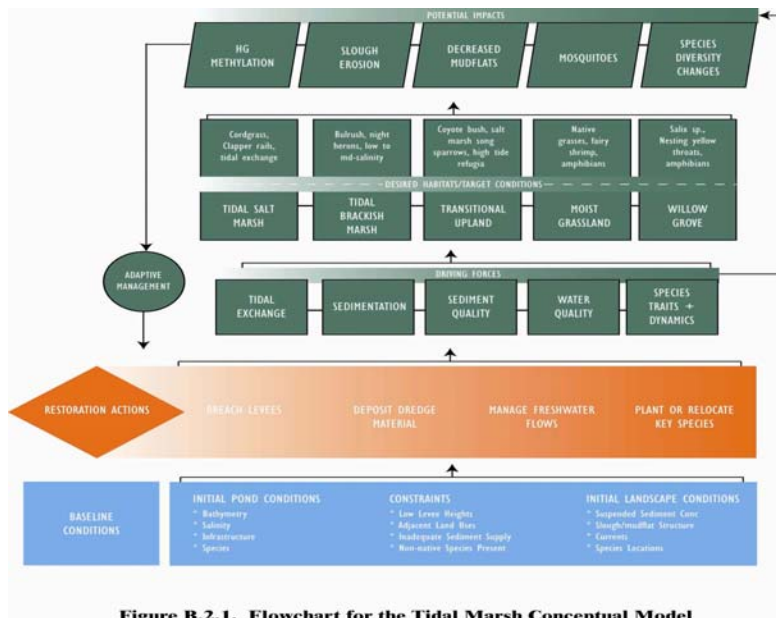 POTENTIAL IMPACTS
HG
METHYLATION
SLOUGH
EROSION
DECREASED
MUDFLATS
MOSQUITOES
SPECIES
DIVERSITY
CHANGES
Cordgrass,
Clapper rails,
tidal exchange
Bulrush, night
herons, low to
md-salinity
Coyote bush, salt
marsh song
sparrows, high tide
refugia
Native
grasses, fairy
shrimp,
amphibians
Salix sp.,
Nesting yellow
throats,
amphibians
DESIRED HABITATS/TARGET CONDITIONS
TIDAL SALT
MARSH
TIDAL
BRACKISH
MARSH
TRANSITIONAL
UPLAND
MOIST
GRASSLAND
WILLOW
GROVE
ADAPTIVE
MANAGEMENT
DRIVING FORCES
TIDAL
EXCHANGE
SEDIMENTATION
SEDIMENT
QUALITY
WATER
QUALITY
SPECIES
TRAITS +
DYNAMICS
RESTORATION ACTIONS
BREACH LEVEES
DEPOSIT DREDGE
MATERIAL
MANAGE FRESHWATER
FLOWS
PLANT OR RELOCATE
KEY SPECIES
BASELINE
CONDITIONS
INITIAL POND CONDITIONS
* Bathymetry
* Salinity
* Infrastructure
* Species
CONSTRAINTS
* Low Levee Heights
* Adjacent Land Uses
* Inadequate Sediment Supply
* Non-native Species Present
INITIAL LANDSCAPE CONDITIONS
* Suspended Sediment Conc
* Slough/mudflat Structure
* Currents
* Species Locations
Figure B.2-1. Flowchart for the Tidal Marsh Conceptual Model